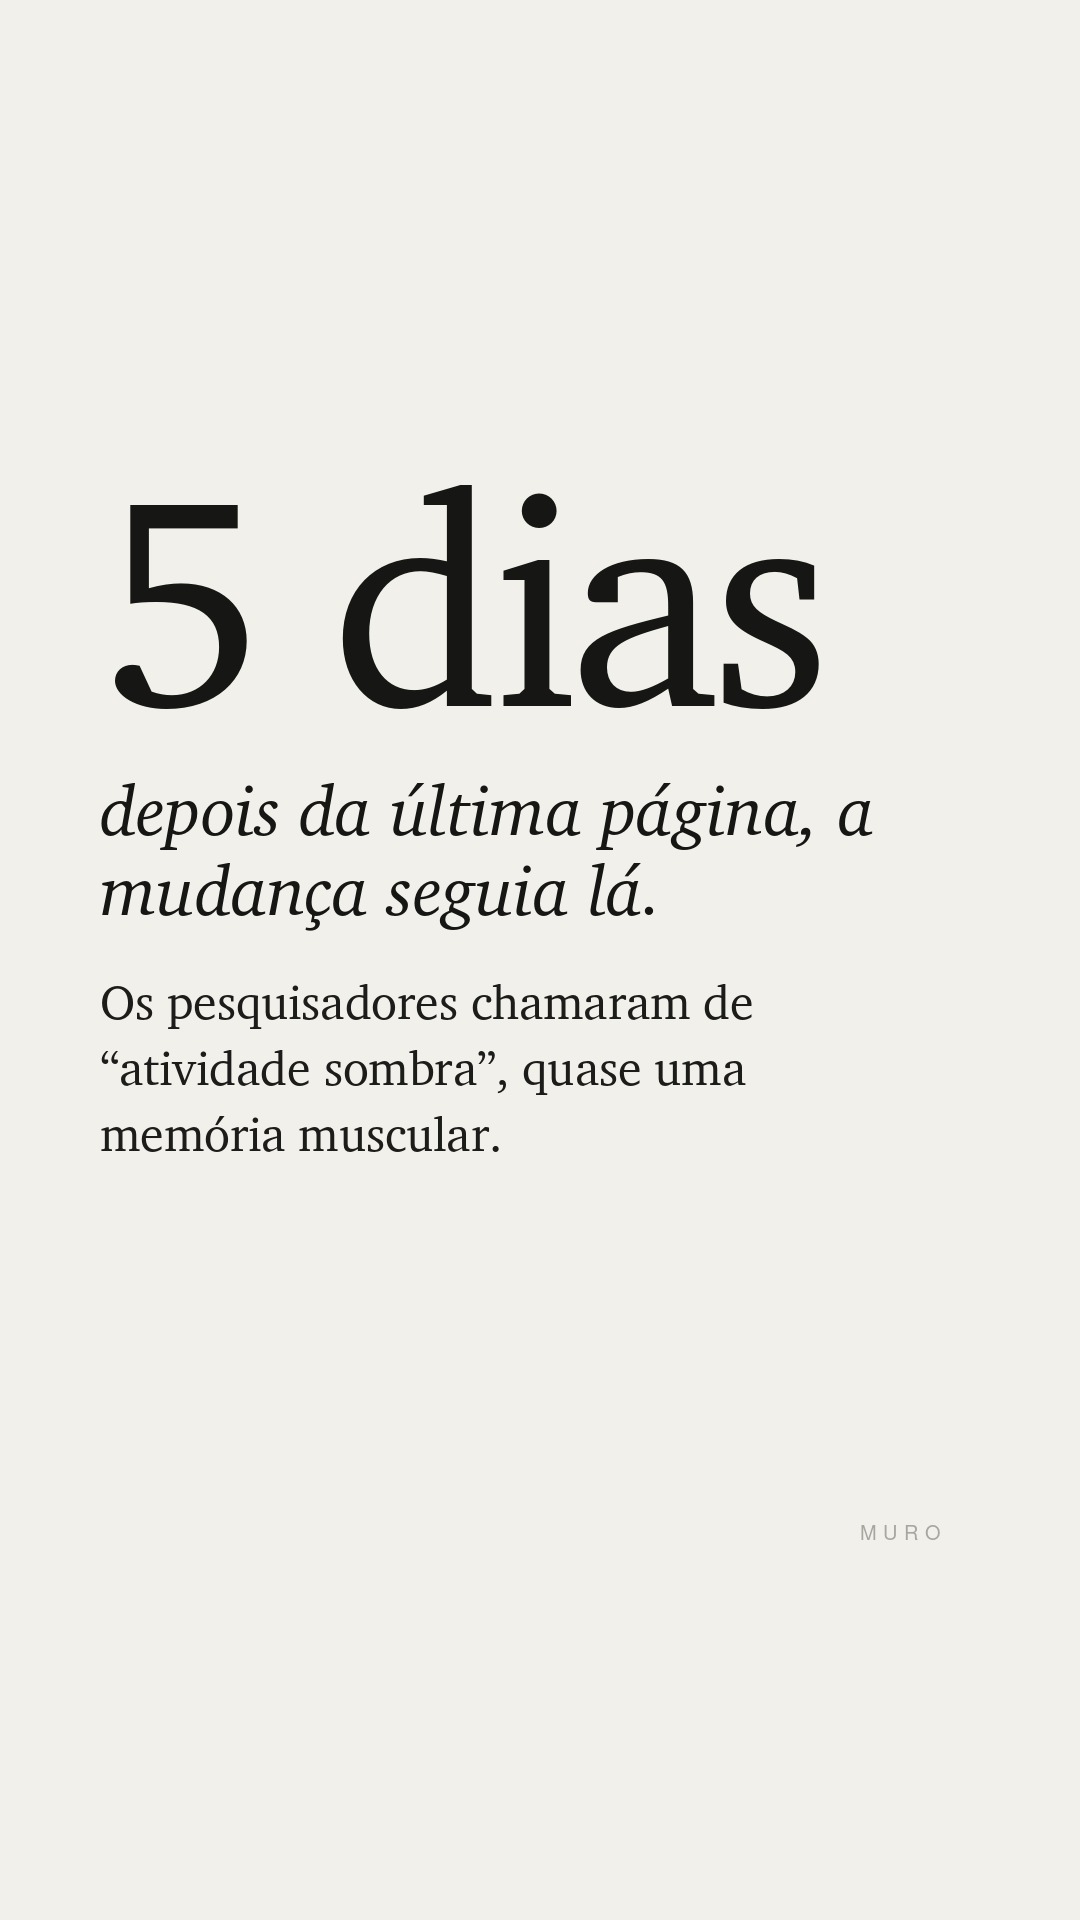 5 dias
depois da última página, a
mudança seguia lá.
Os pesquisadores chamaram de
“atividade sombra”, quase uma
memória muscular.
MURO